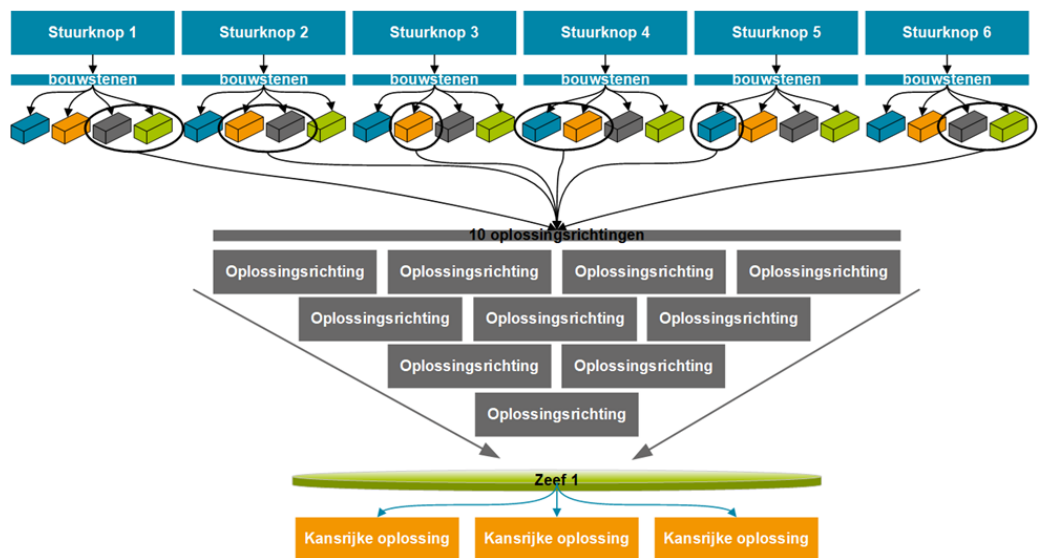 Stuurknop 1
Stuurknop 2
Stuurknop 3
Stuurknop 4
Stuurknop 5
Stuurknop 6
bouwstenen
bouwstenen
bouwstenen
bouwstenen
bouwstenen
bouwstenen
10 oplossingsrichtingen
Oplossingsrichting
Oplossingsrichting
Oplossingsrichting
Oplossingsrichting
Oplossingsrichting
Oplossingsrichting
Oplossingsrichting
Oplossingsrichting
Oplossingsrichting
Oplossingsrichting
Zeef 1
Kansrijke oplossing
Kansrijke oplossing
Kansrijke oplossing